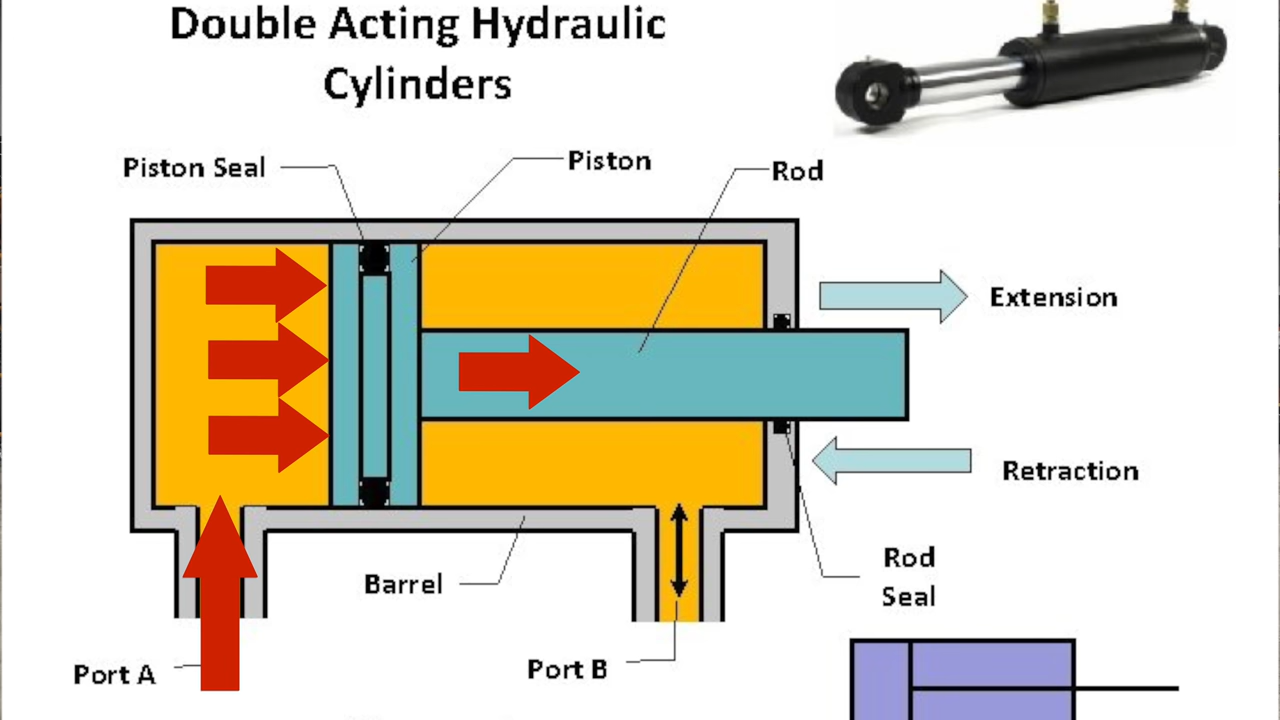 Double Acting Hydraulic
Cylinders
Piston Seal
Piston
Rod
Extension
Retraction
Rod
Seal
Barrel
Port A
Port B